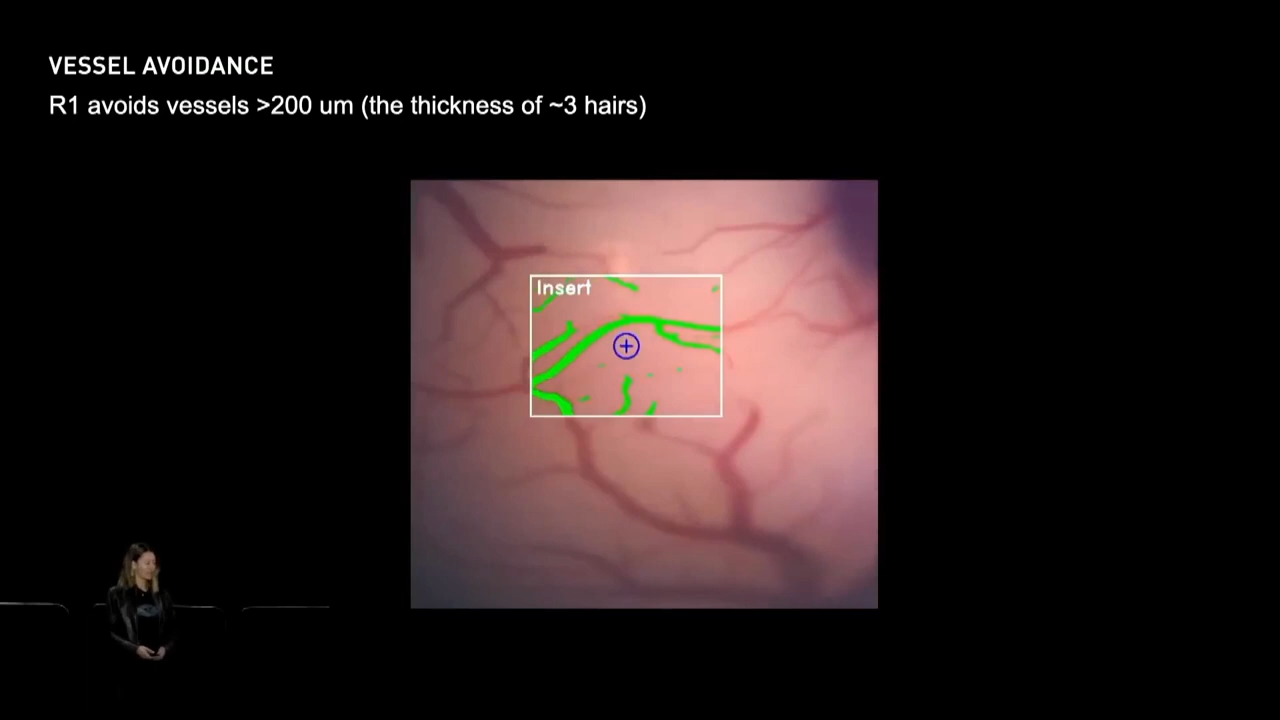 VESSEL AVOIDANCE
R1 avoids vessels >200 um (the thickness of ~3 hairs)
Insert